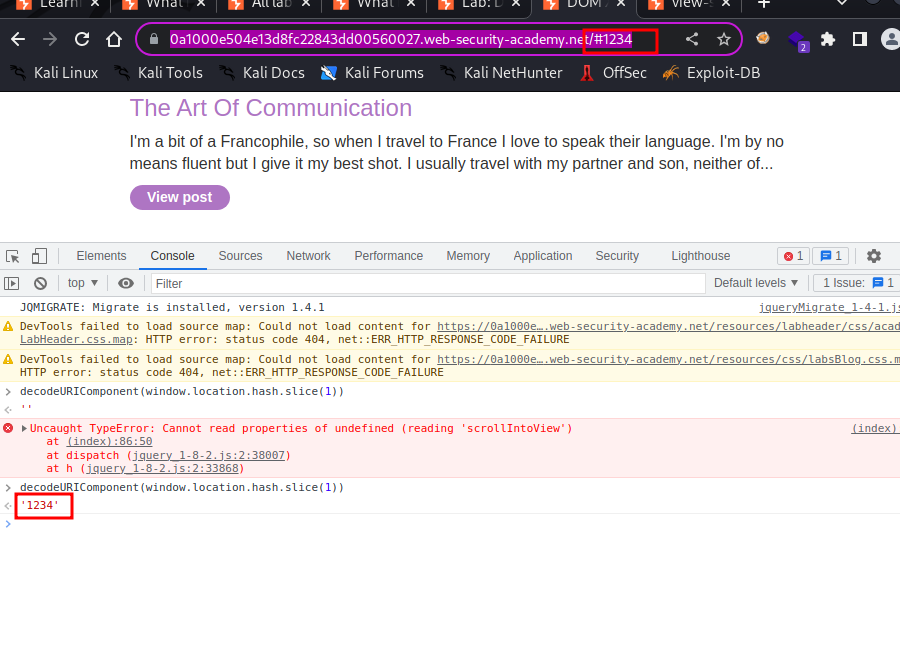 Learn
What
All lab
What
Lab: D
DOM
view-s
0a1000e504e13d8fc22843dd00560027.web-security-academy.net/#1234
2
Kali Linux Kali Tools Kali Docs Kali Forums Kali NetHunter OffSec Exploit-DB
The Art Of Communication
I'm a bit of a Francophile, so when I travel to France I love to speak their language. I'm by no
means fluent but I give it my best shot. I usually travel with my partner and son, neither of...
View post
Elements Console Sources Network Performance Memory Application Security Lighthouse 1 1
top ▼ Filter Default levels ▼ 1 Issue: 1
JQMIGRATE: Migrate is installed, version 1.4.1 jqueryMigrate_1-4-1.js
DevTools failed to load source map: Could not load content for https://0a1000e….web-security-academy.net/resources/labheader/css/acad
LabHeader.css.map: HTTP error: status code 404, net::ERR_HTTP_RESPONSE_CODE_FAILURE
DevTools failed to load source map: Could not load content for https://0a1000e….web-security-academy.net/resources/css/labsBlog.css.m
HTTP error: status code 404, net::ERR_HTTP_RESPONSE_CODE_FAILURE
decodeURIComponent(window.location.hash.slice(1))
''
Uncaught TypeError: Cannot read properties of undefined (reading 'scrollIntoView') (index)
at (index):86:50
at dispatch (jquery_1-8-2.js:2:38007)
at h (jquery_1-8-2.js:2:33868)
decodeURIComponent(window.location.hash.slice(1))
'1234'